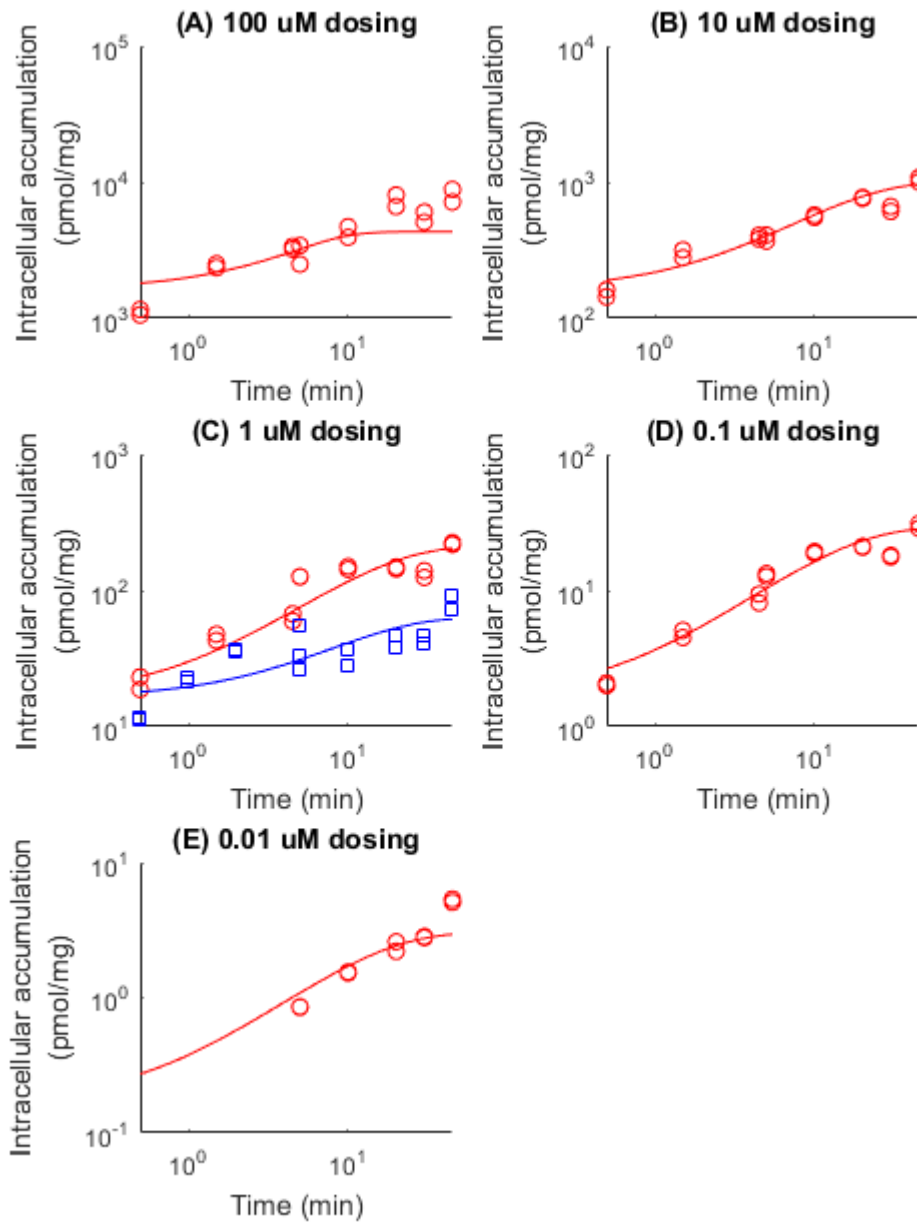 (A) 100 uM dosing
Intracellular accumulation
(pmol/mg)
10^5
10^4
10^3
10^0
10^1
Time (min)
(B) 10 uM dosing
Intracellular accumulation
(pmol/mg)
10^4
10^3
10^2
10^0
10^1
Time (min)
(C) 1 uM dosing
Intracellular accumulation
(pmol/mg)
10^3
10^2
10^1
10^0
10^1
Time (min)
(D) 0.1 uM dosing
Intracellular accumulation
(pmol/mg)
10^2
10^1
10^0
10^0
10^1
Time (min)
(E) 0.01 uM dosing
Intracellular accumulation
(pmol/mg)
10^1
10^0
10^-1
10^0
10^1
Time (min)